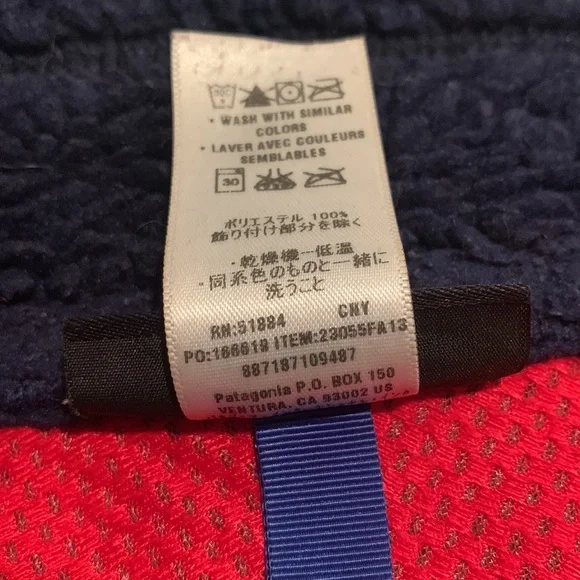 30C
• WASH WITH SIMILAR
COLORS
• LAVER AVEC COULEURS
SEMBLABLES
30
ポリエステル 100%
飾り付け部分を除く
・乾燥機ー低温
・同系色のものと一緒に
洗うこと
RN:51884 CNY
PO:166619 ITEM:23055FA13
887187109487
Patagonia P.O. BOX 150
VENTURA, CA 93002 US